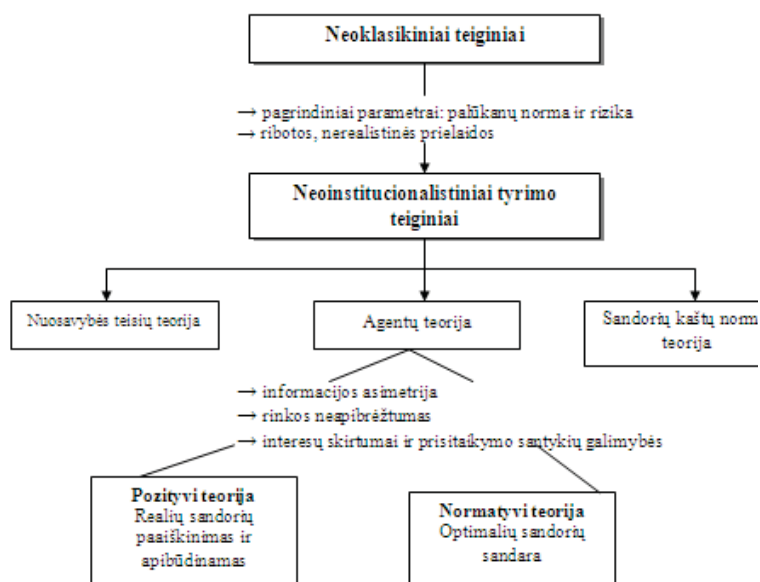 Neoklasikiniai teiginiai
→ pagrindiniai parametrai: palūkanų norma ir rizika
→ ribotos, nerealistinės prielaidos
Neoinstitucionalistiniai tyrimo
teiginiai
Nuosavybės teisių teorija
Agentų teorija
Sandorių kaštų norm
teorija
→ informacijos asimetrija
→ rinkos neapibrėžtumas
→ interesų skirtumai ir prisitaikymo santykių galimybės
Pozityvi teorija
Realių sandorių
paaiškinimas ir
apibūdinamas
Normatyvi teorija
Optimalių sandorių
sandara